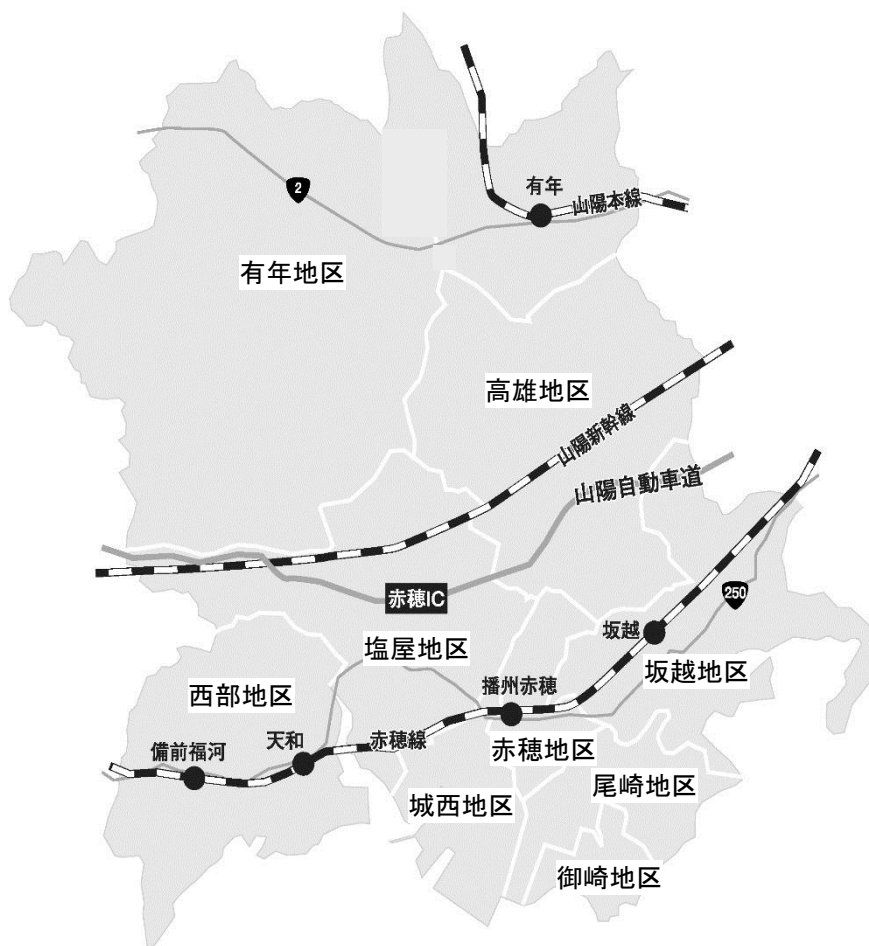 有年
山陽本線
2
有年地区
高雄地区
山陽新幹線
山陽自動車道
赤穂IC
250
坂越
塩屋地区
坂越地区
播州赤穂
西部地区
天和
赤穂線
備前福河
赤穂地区
尾崎地区
城西地区
御崎地区